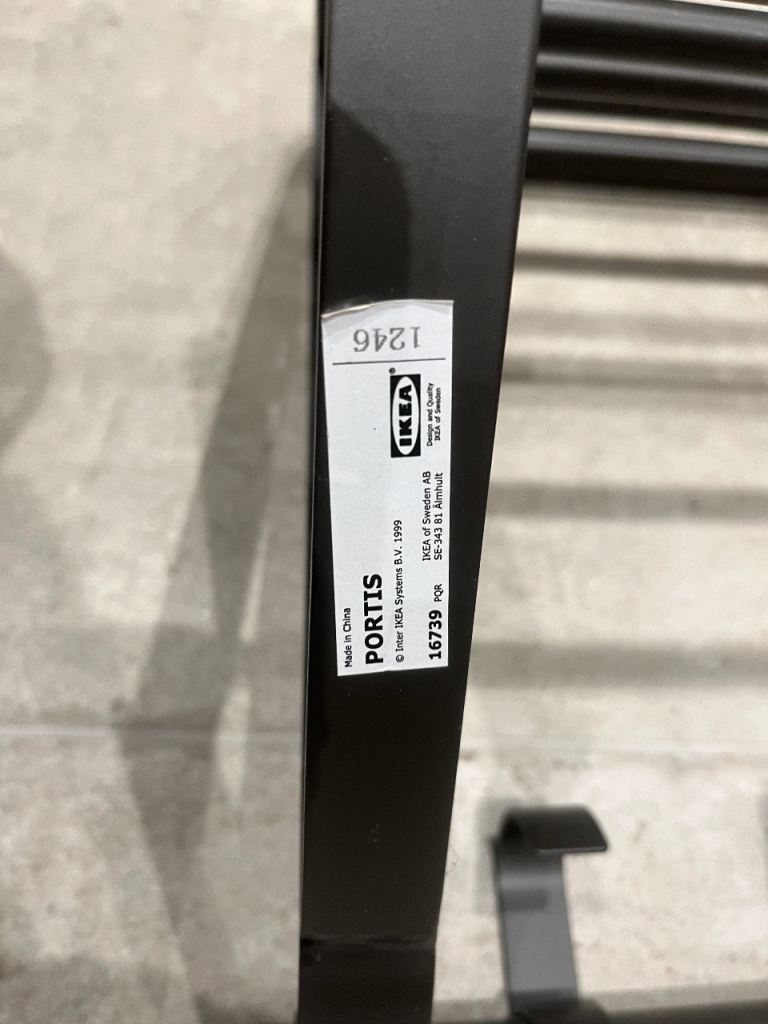 Made in China
PORTIS
© Inter IKEA Systems B.V. 1999
16739 PQR
IKEA of Sweden AB
SE-343 81 Älmhult
IKEA®
Design and Quality
IKEA of Sweden
1246